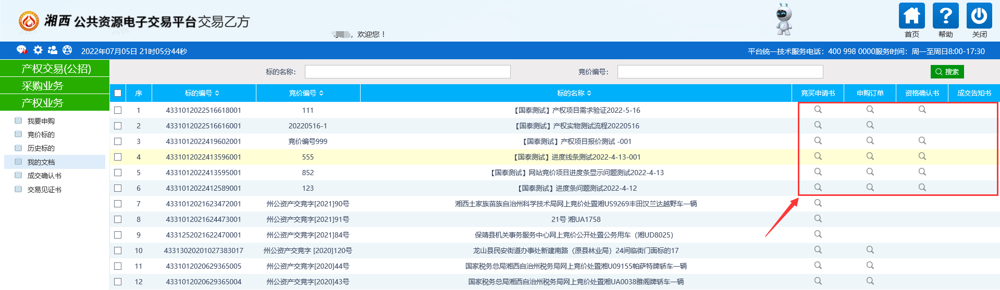 湘西 公共资源电子交易平台交易乙方
，欢迎您！
首页 帮助 关闭
2022年07月05日 21时05分44秒
平台统一技术服务电话：400 998 0000服务时间：周一至周日8:00-17:30
产权交易(公招)
采购业务
产权业务
我要申购
竞价标的
历史标的
我的文档
成交确认书
交易见证书
标的名称： 竞价编号： 搜索
序 标的编号 竞价编号 标的名称 竞买申请书 申购订单 资格确认书 成交告知书
1 4331012022516618001 111 【国泰测试】产权项目需求验证2022-5-16
2 4331012022516616001 20220516-1 【国泰测试】产权实物测试流程20220516
3 4331012022419602001 竞价编号999 【国泰测试】产权项目报价测试 -001
4 4331012022413596001 555 【国泰测试】进度线条测试2022-4-13-001
5 4331012022413595001 852 【国泰测试】网站竞价项目进度条显示问题测试2022-4-13
6 4331012022412589001 123 【国泰测试】进度条问题测试2022-4-12
7 4331012021623472001 州公资产交竞字[2021]90号 湘西土家族苗族自治州科学技术局网上竞价处置湘US9269丰田汉兰达越野车一辆
8 4331012021624473001 州公资产交竞字[2021]91号 21号 湘UA1758
9 4331252021622470001 州公资产交竞字[2021]84号 保靖县机关事务服务中心网上竞价公开处置公务用车（湘UD8025）
10 43313020201027383017 州公资产交竞字 [2020]120号 龙山县民安街道办事处新建南路（原县林业局）24间临街门面标的17
11 4331012020629365005 州公资产交竞字[2020]44号 国家税务总局湘西自治州税务局网上竞价处置湘U09155帕萨特牌轿车一辆
12 4331012020629365004 州公资产交竞字[2020]43号 国家税务总局湘西自治州税务局网上竞价处置湘UA0038雅阁牌轿车一辆